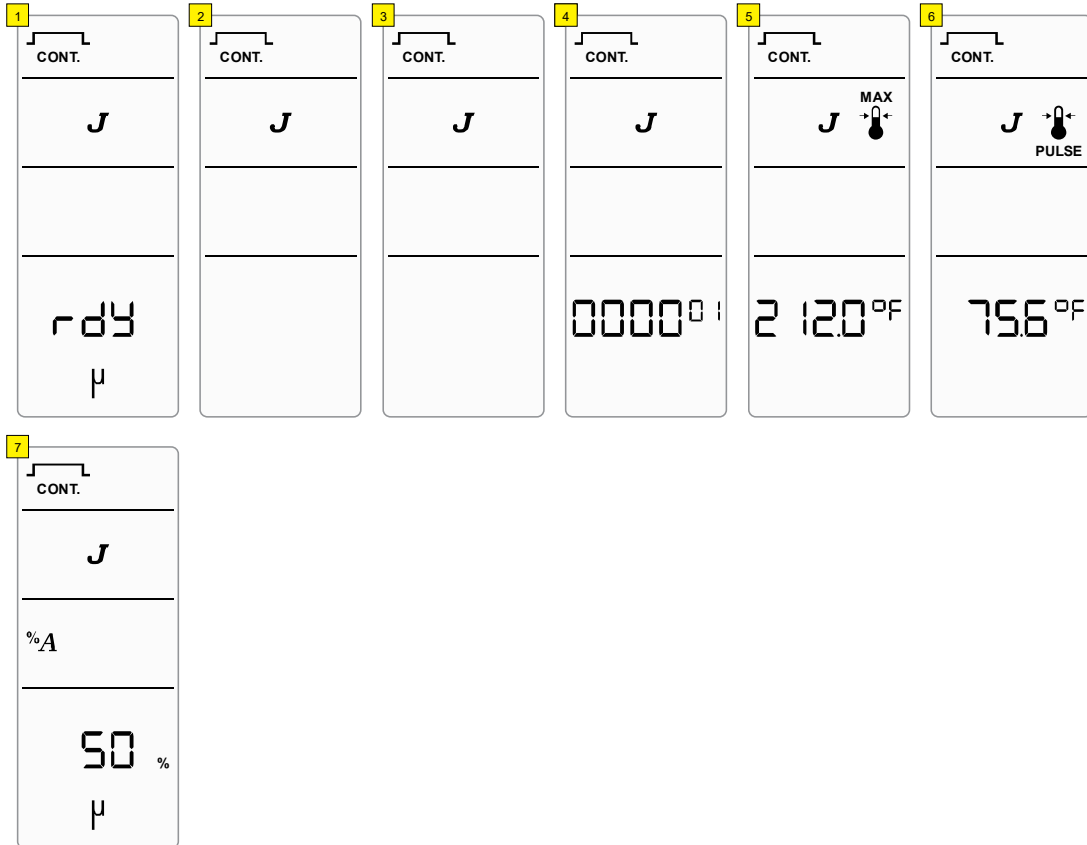 1 2 3 4 5 6
CONT. CONT. CONT. CONT. CONT. CONT.
MAX
J J J J J J
PULSE
rdY 000001 212.0°F 75.6°F
µ
7
CONT.
J
%A
50 %
µ